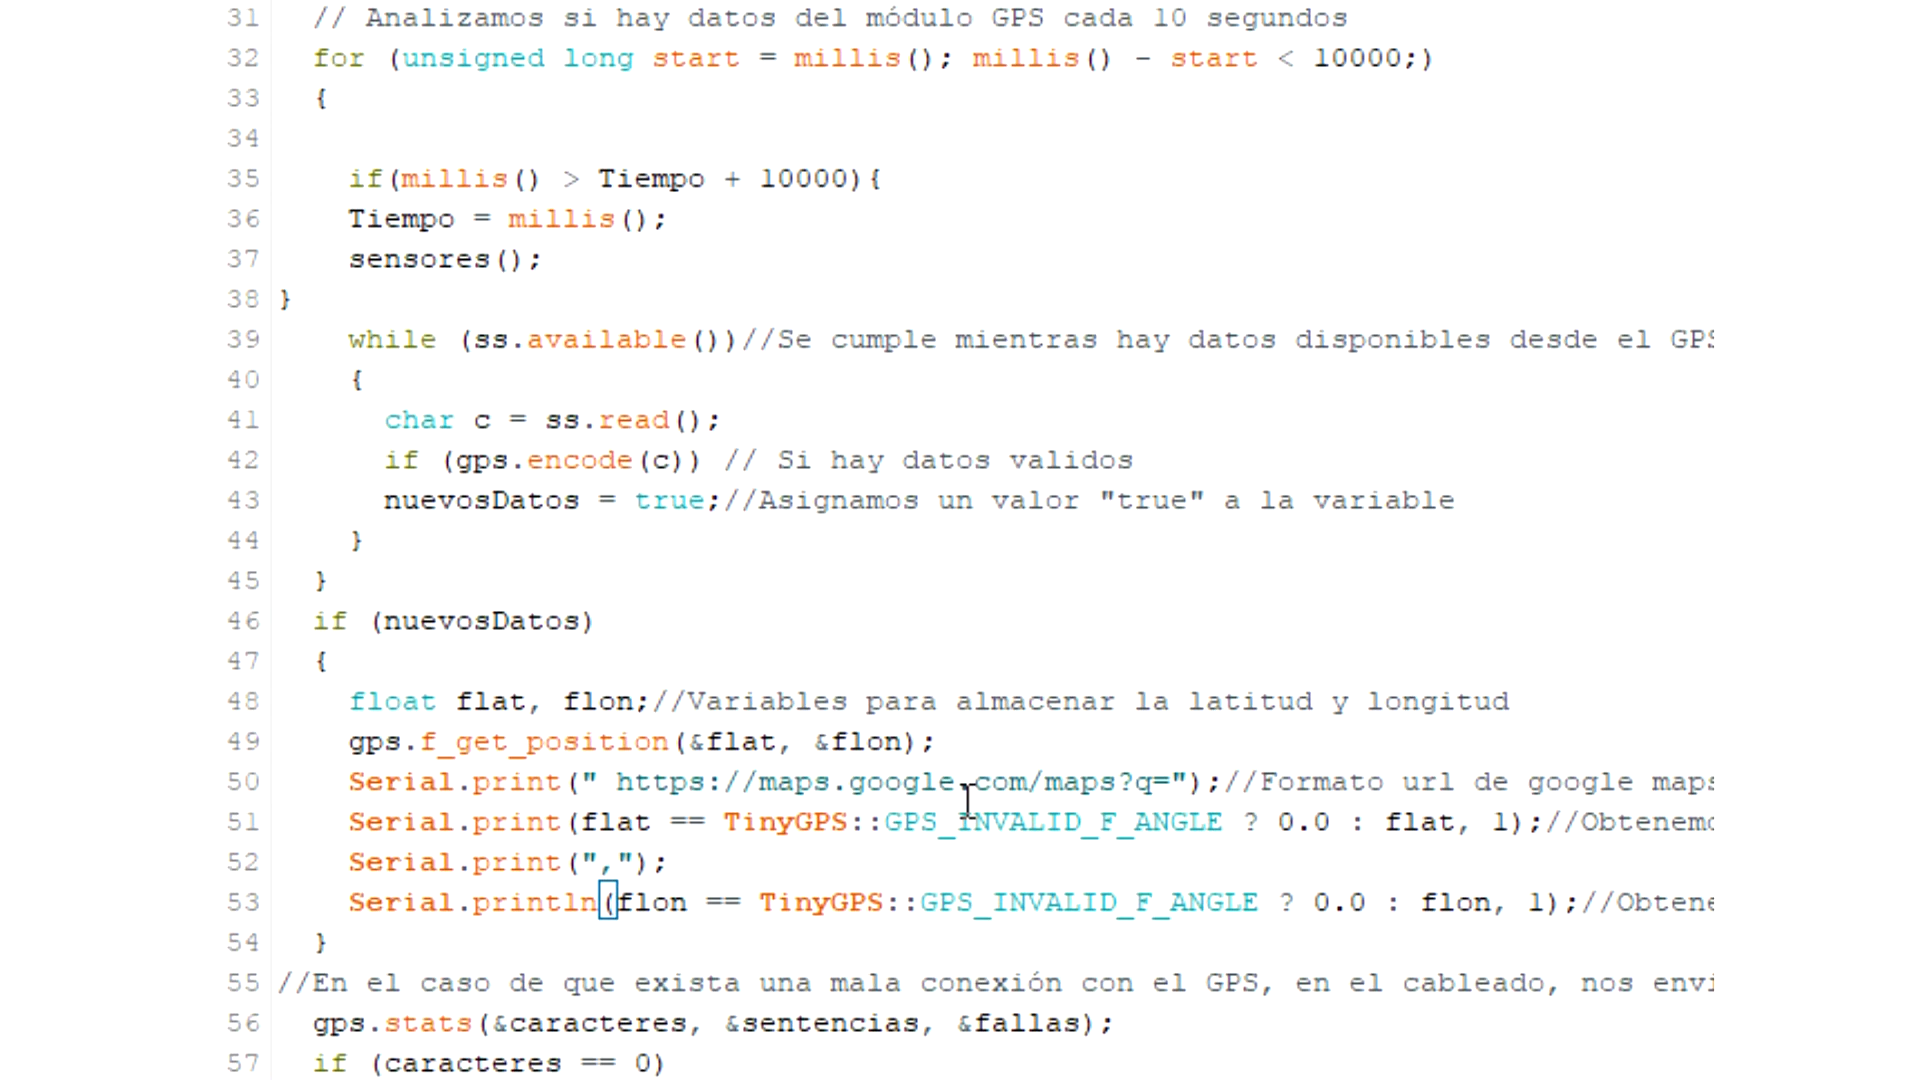 31 // Analizamos si hay datos del módulo GPS cada 10 segundos
32 for (unsigned long start = millis(); millis() - start < 10000;)
33 {
34
35 if(millis() > Tiempo + 10000){
36 Tiempo = millis();
37 sensores();
38 }
39 while (ss.available())//Se cumple mientras hay datos disponibles desde el GPS
40 {
41 char c = ss.read();
42 if (gps.encode(c)) // Si hay datos validos
43 nuevosDatos = true;//Asignamos un valor "true" a la variable
44 }
45 }
46 if (nuevosDatos)
47 {
48 float flat, flon;//Variables para almacenar la latitud y longitud
49 gps.f_get_position(&flat, &flon);
50 Serial.print(" https://maps.google.com/maps?q=");//Formato url de google maps
51 Serial.print(flat == TinyGPS::GPS_INVALID_F_ANGLE ? 0.0 : flat, 1);//Obtenemo
52 Serial.print(",");
53 Serial.println(flon == TinyGPS::GPS_INVALID_F_ANGLE ? 0.0 : flon, 1);//Obtene
54 }
55 //En el caso de que exista una mala conexión con el GPS, en el cableado, nos envi
56 gps.stats(&caracteres, &sentencias, &fallas);
57 if (caracteres == 0)